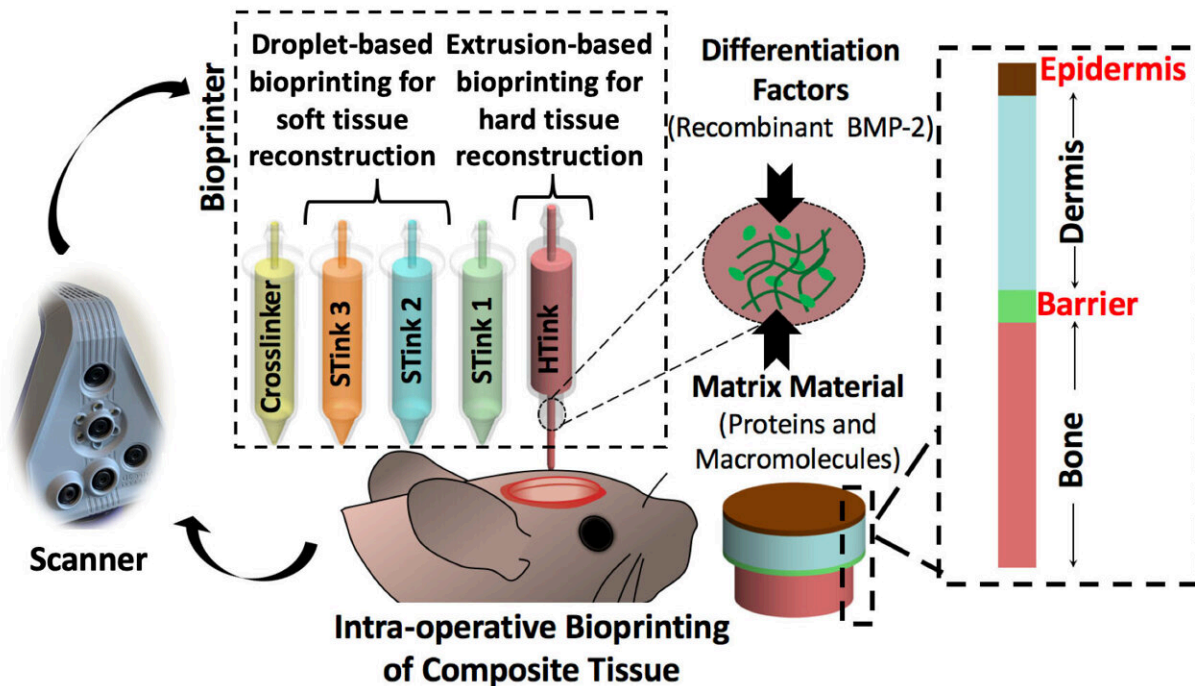 Bioprinter
Droplet-based
bioprinting for
soft tissue
reconstruction
Extrusion-based
bioprinting for
hard tissue
reconstruction
Crosslinker
STink 3
STink 2
STink 1
HTink
Differentiation
Factors
(Recombinant BMP-2)
Matrix Material
(Proteins and
Macromolecules)
Epidermis
Dermis
Barrier
Bone
Scanner
Intra-operative Bioprinting
of Composite Tissue